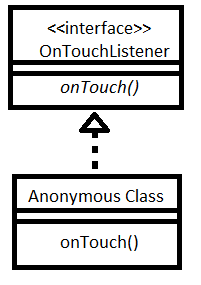 <<interface>>
OnTouchListener
onTouch()
Anonymous Class
onTouch()